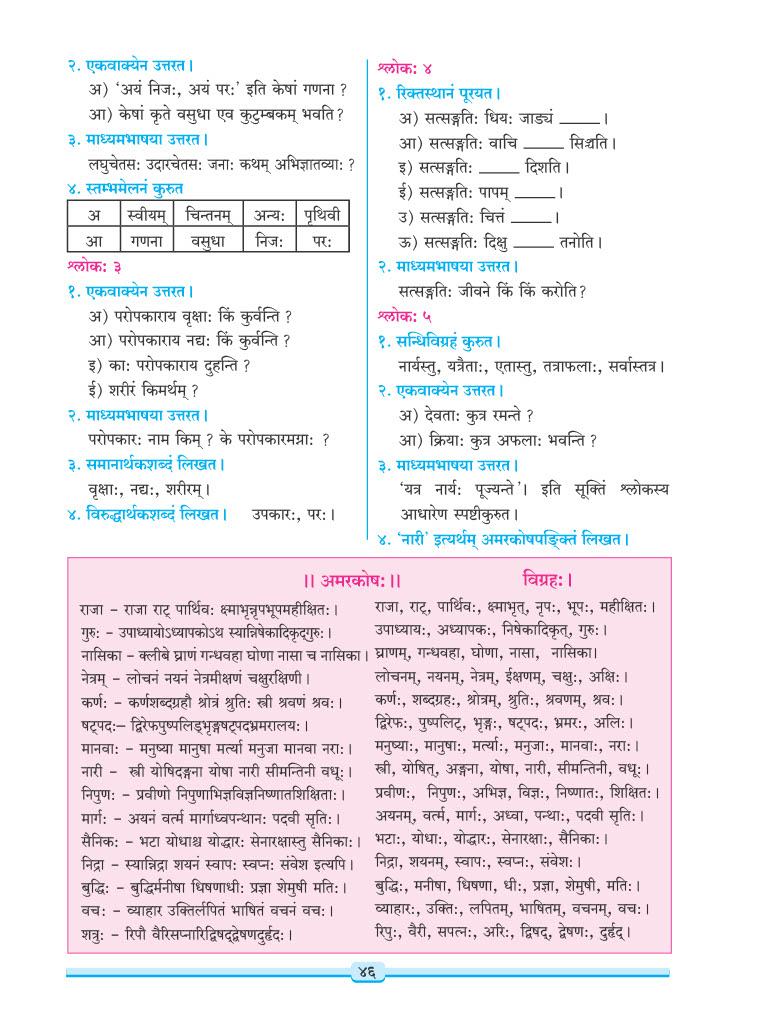 २. एकवाक्येन उत्तरत।
अ) ‘अयं निजः, अयं परः’ इति केषां गणना ?
आ) केषां कृते वसुधा एव कुटुम्बकम् भवति ?
३. माध्यमभाषया उत्तरत।
लघुचेतसः उदारचेतसः जनाः कथम् अभिज्ञातव्याः ?
४. स्तम्भमेलनं कुरुत
अ स्वीयम् चिन्तनम् अन्यः पृथिवी
आ गणना वसुधा निजः परः
श्लोकः ३
१. एकवाक्येन उत्तरत।
अ) परोपकाराय वृक्षाः किं कुर्वन्ति ?
आ) परोपकाराय नद्यः किं कुर्वन्ति ?
इ) काः परोपकाराय दुहन्ति ?
ई) शरीरं किमर्थम् ?
२. माध्यमभाषया उत्तरत।
परोपकारः नाम किम् ? के परोपकारमग्नाः ?
३. समानार्थकशब्दं लिखत।
वृक्षाः, नद्यः, शरीरम्।
४. विरुद्धार्थकशब्दं लिखत। उपकारः, परः।
श्लोकः ४
१. रिक्तस्थानं पूरयत।
अ) सत्सङ्गतिः धियः जाड्यं _____ ।
आ) सत्सङ्गतिः वाचि _____ सिञ्चति।
इ) सत्सङ्गतिः _____ दिशति।
ई) सत्सङ्गतिः पापम् _____ ।
उ) सत्सङ्गतिः चित्तं _____ ।
ऊ) सत्सङ्गतिः दिक्षु _____ तनोति।
२. माध्यमभाषया उत्तरत।
सत्सङ्गतिः जीवने किं किं करोति ?
श्लोकः ५
१. सन्धिविग्रहं कुरुत।
नार्यस्तु, यत्रैताः, एतास्तु, तत्राफलाः, सर्वास्तत्र।
२. एकवाक्येन उत्तरत।
अ) देवताः कुत्र रमन्ते ?
आ) क्रियाः कुत्र अफलाः भवन्ति ?
३. माध्यमभाषया उत्तरत।
‘यत्र नार्यः पूज्यन्ते’। इति सूक्तिं श्लोकस्य
आधारेण स्पष्टीकुरुत।
४. ‘नारी’ इत्यर्थम् अमरकोषपङ्क्तिं लिखत।
।। अमरकोषः।।
राजा – राजा राट् पार्थिवः क्ष्माभृन्नृपभूपमहीक्षितः।
गुरुः – उपाध्यायोऽध्यापकोऽथ स्यान्निषेकादिकृद्गुरुः।
नासिका – क्लीबे घ्राणं गन्धवहा घोणा नासा च नासिका।
नेत्रम् – लोचनं नयनं नेत्रमीक्षणं चक्षुरक्षिणी।
कर्णः – कर्णशब्दग्रहौ श्रोत्रं श्रुतिः स्त्री श्रवणं श्रवः।
षट्पदः– द्विरेफपुष्पलिड्भृङ्गषट्पदभ्रमरालयः।
मानवाः – मनुष्या मानुषा मर्त्या मनुजा मानवा नराः।
नारी – स्त्री योषिदङ्गना योषा नारी सीमन्तिनी वधूः।
निपुणः – प्रवीणो निपुणाभिज्ञविज्ञनिष्णातशिक्षिताः।
मार्गः – अयनं वर्त्म मार्गाध्वपन्थानः पदवी सृतिः।
सैनिकः – भटा योधाश्च योद्धारः सेनारक्षास्तु सैनिकाः।
निद्रा – स्यान्निद्रा शयनं स्वापः स्वप्नः संवेश इत्यपि।
बुद्धिः – बुद्धिर्मनीषा धिषणाधीः प्रज्ञा शेमुषी मतिः।
वचः – व्याहार उक्तिर्लपितं भाषितं वचनं वचः।
शत्रुः – रिपौ वैरिसपत्नारिद्विषद्द्वेषणदुर्हृदः।
विग्रहः।
राजा, राट्, पार्थिवः, क्ष्माभृत्, नृपः, भूपः, महीक्षितः।
उपाध्यायः, अध्यापकः, निषेकादिकृत्, गुरुः।
घ्राणम्, गन्धवहा, घोणा, नासा, नासिका।
लोचनम्, नयनम्, नेत्रम्, ईक्षणम्, चक्षुः, अक्षिः।
कर्णः, शब्दग्रहः, श्रोत्रम्, श्रुतिः, श्रवणम्, श्रवः।
द्विरेफः, पुष्पलिट्, भृङ्गः, षट्पदः, भ्रमरः, अलिः।
मनुष्याः, मानुषाः, मर्त्याः, मनुजाः, मानवाः, नराः।
स्त्री, योषित्, अङ्गना, योषा, नारी, सीमन्तिनी, वधूः।
प्रवीणः, निपुणः, अभिज्ञ, विज्ञः, निष्णातः, शिक्षितः।
अयनम्, वर्त्म, मार्गः, अध्वा, पन्थाः, पदवी सृतिः।
भटाः, योधाः, योद्धारः, सेनारक्षाः, सैनिकाः।
निद्रा, शयनम्, स्वापः, स्वप्नः, संवेशः।
बुद्धिः, मनीषा, धिषणा, धीः, प्रज्ञा, शेमुषी, मतिः।
व्याहारः, उक्तिः, लपितम्, भाषितम्, वचनम्, वचः।
रिपुः, वैरी, सपत्नः, अरिः, द्विषद्, द्वेषणः, दुर्हृद्।
४६